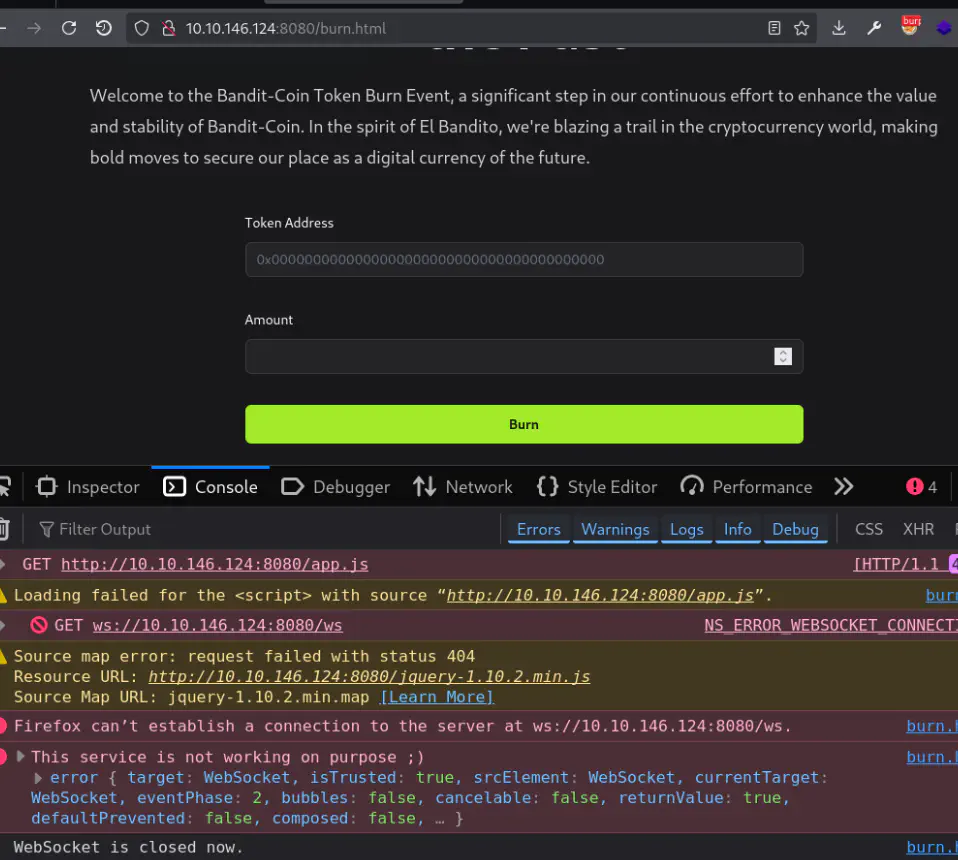 10.10.146.124:8080/burn.html
burp
Welcome to the Bandit-Coin Token Burn Event, a significant step in our continuous effort to enhance the value
and stability of Bandit-Coin. In the spirit of El Bandito, we're blazing a trail in the cryptocurrency world, making
bold moves to secure our place as a digital currency of the future.
Token Address
0x0000000000000000000000000000000000000000
Amount
Burn
Inspector Console Debugger Network Style Editor Performance 4
Filter Output Errors Warnings Logs Info Debug CSS XHR
GET http://10.10.146.124:8080/app.js [HTTP/1.1 4
Loading failed for the <script> with source “http://10.10.146.124:8080/app.js”. burn
GET ws://10.10.146.124:8080/ws NS_ERROR_WEBSOCKET_CONNECTI
Source map error: request failed with status 404
Resource URL: http://10.10.146.124:8080/jquery-1.10.2.min.js
Source Map URL: jquery-1.10.2.min.map [Learn More]
Firefox can’t establish a connection to the server at ws://10.10.146.124:8080/ws. burn.
This service is not working on purpose ;) burn.
error { target: WebSocket, isTrusted: true, srcElement: WebSocket, currentTarget:
WebSocket, eventPhase: 2, bubbles: false, cancelable: false, returnValue: true,
defaultPrevented: false, composed: false, … }
WebSocket is closed now. burn.